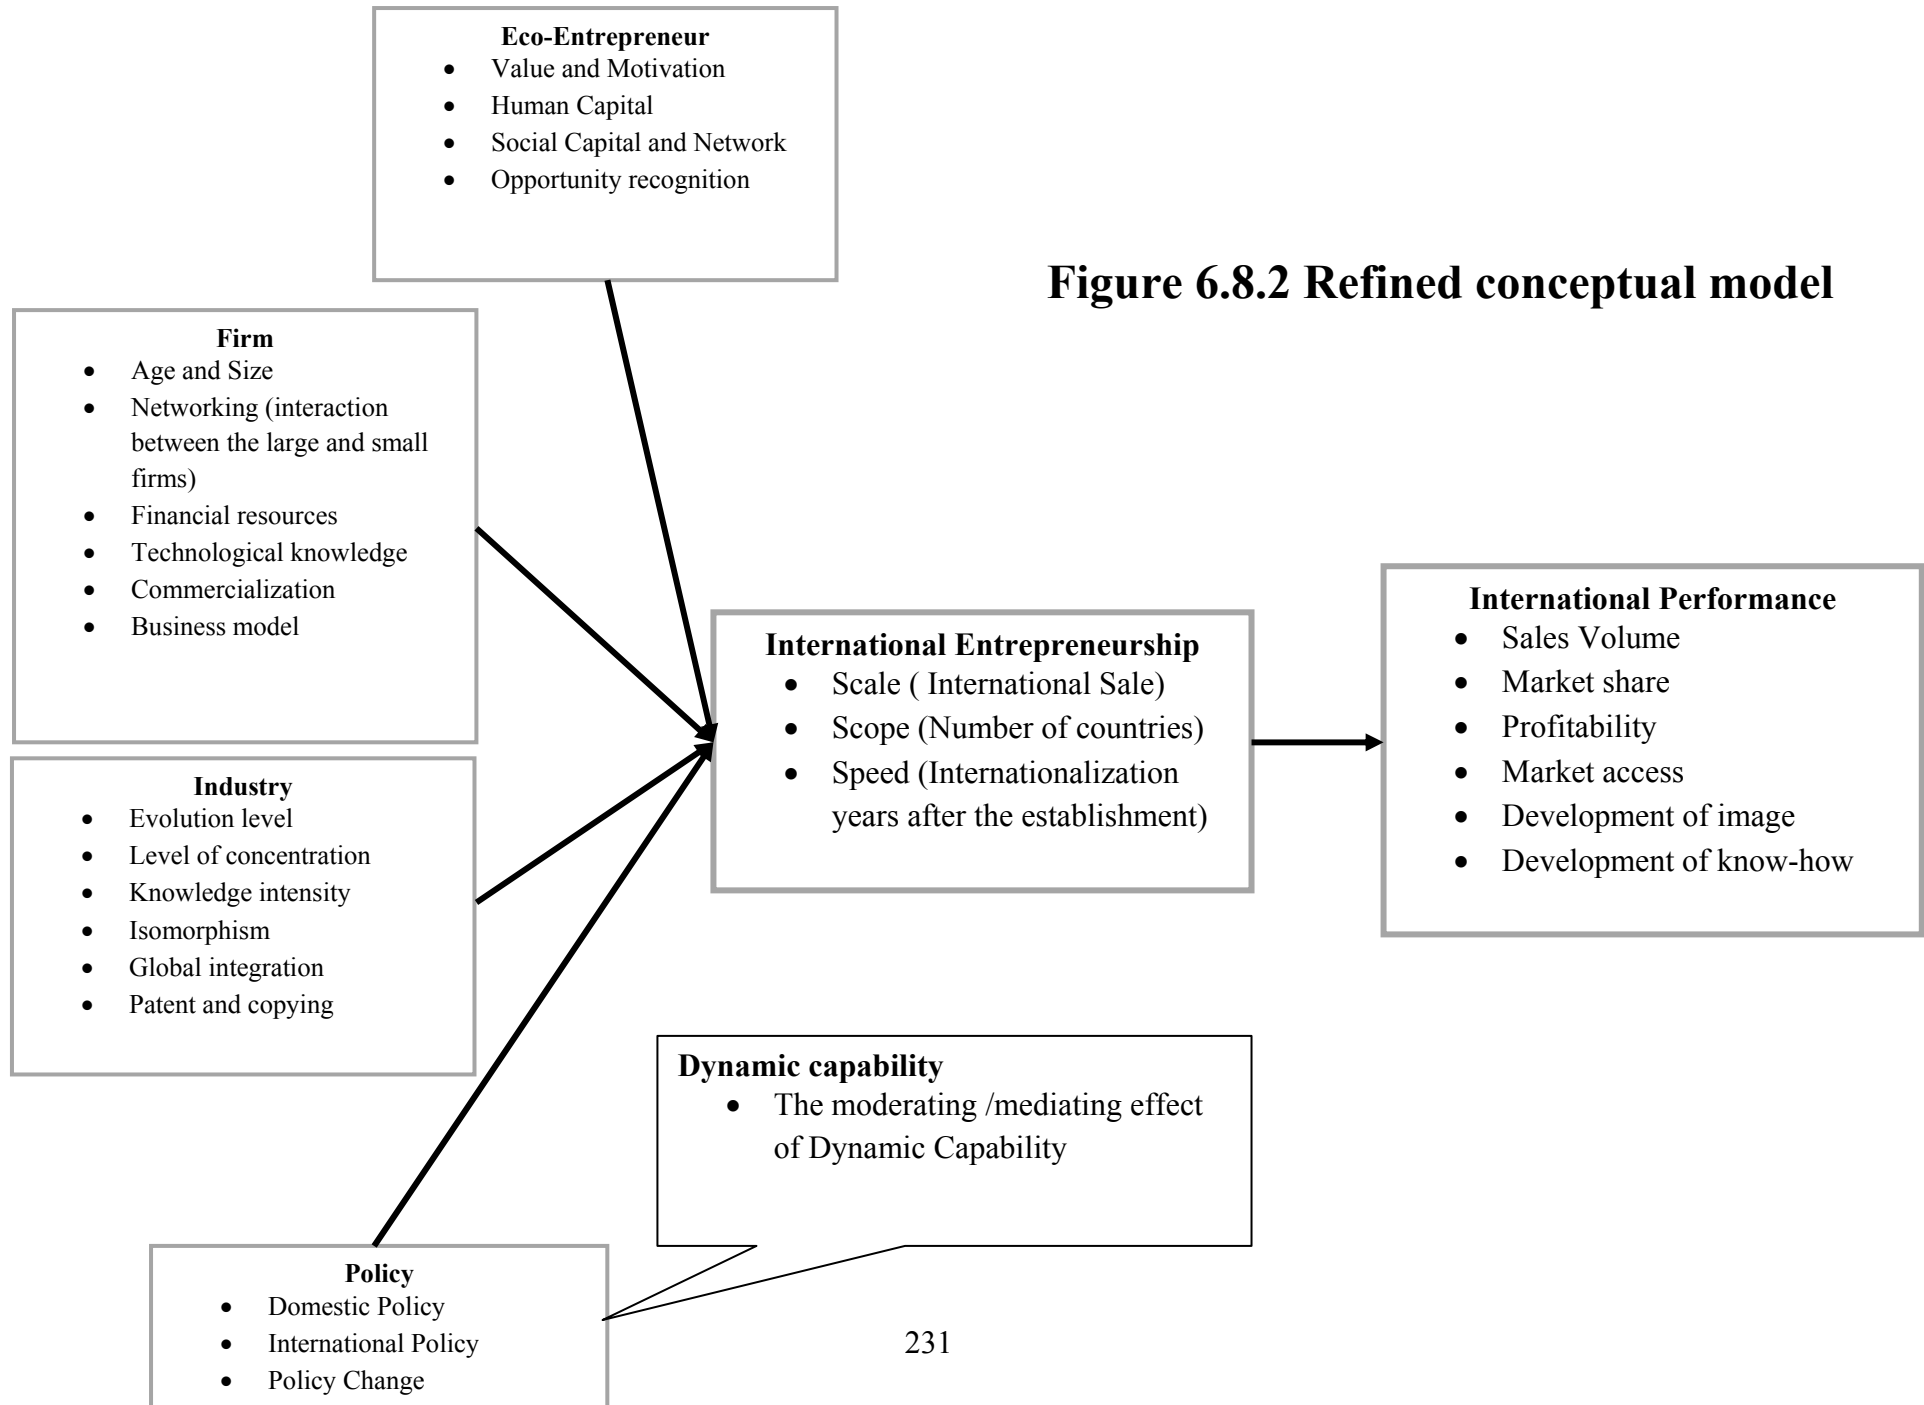 Eco-Entrepreneur
• Value and Motivation
• Human Capital
• Social Capital and Network
• Opportunity recognition
Figure 6.8.2 Refined conceptual model
Firm
• Age and Size
• Networking (interaction
between the large and small
firms)
• Financial resources
• Technological knowledge
• Commercialization
• Business model
Industry
• Evolution level
• Level of concentration
• Knowledge intensity
• Isomorphism
• Global integration
• Patent and copying
International Entrepreneurship
• Scale ( International Sale)
• Scope (Number of countries)
• Speed (Internationalization
years after the establishment)
International Performance
• Sales Volume
• Market share
• Profitability
• Market access
• Development of image
• Development of know-how
Dynamic capability
• The moderating /mediating effect
of Dynamic Capability
Policy
• Domestic Policy
• International Policy
• Policy Change
231